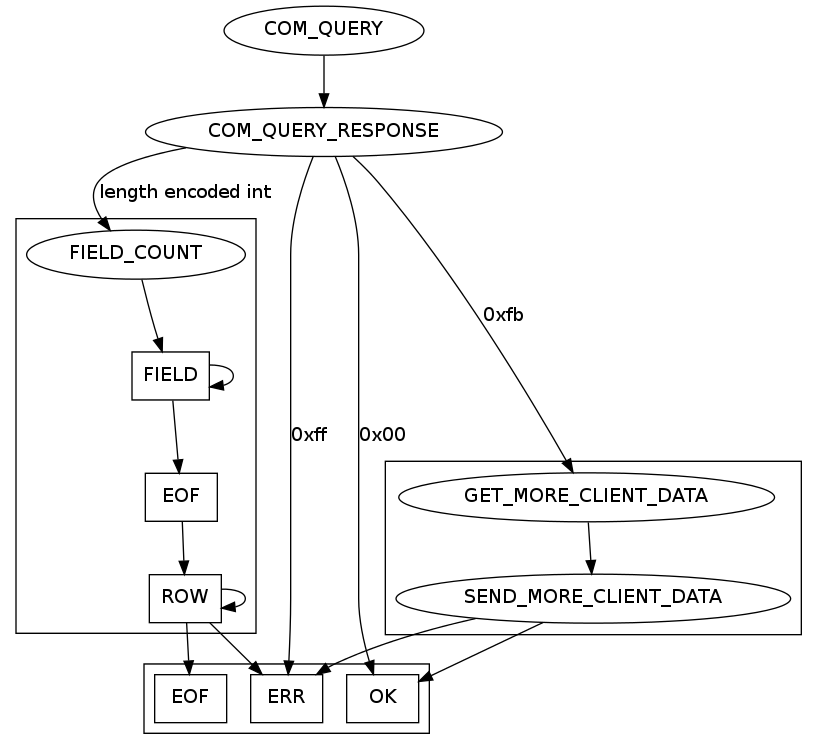 COM_QUERY
COM_QUERY_RESPONSE
length encoded int
FIELD_COUNT
0xfb
FIELD
0xff
0x00
EOF
GET_MORE_CLIENT_DATA
ROW
SEND_MORE_CLIENT_DATA
EOF
ERR
OK